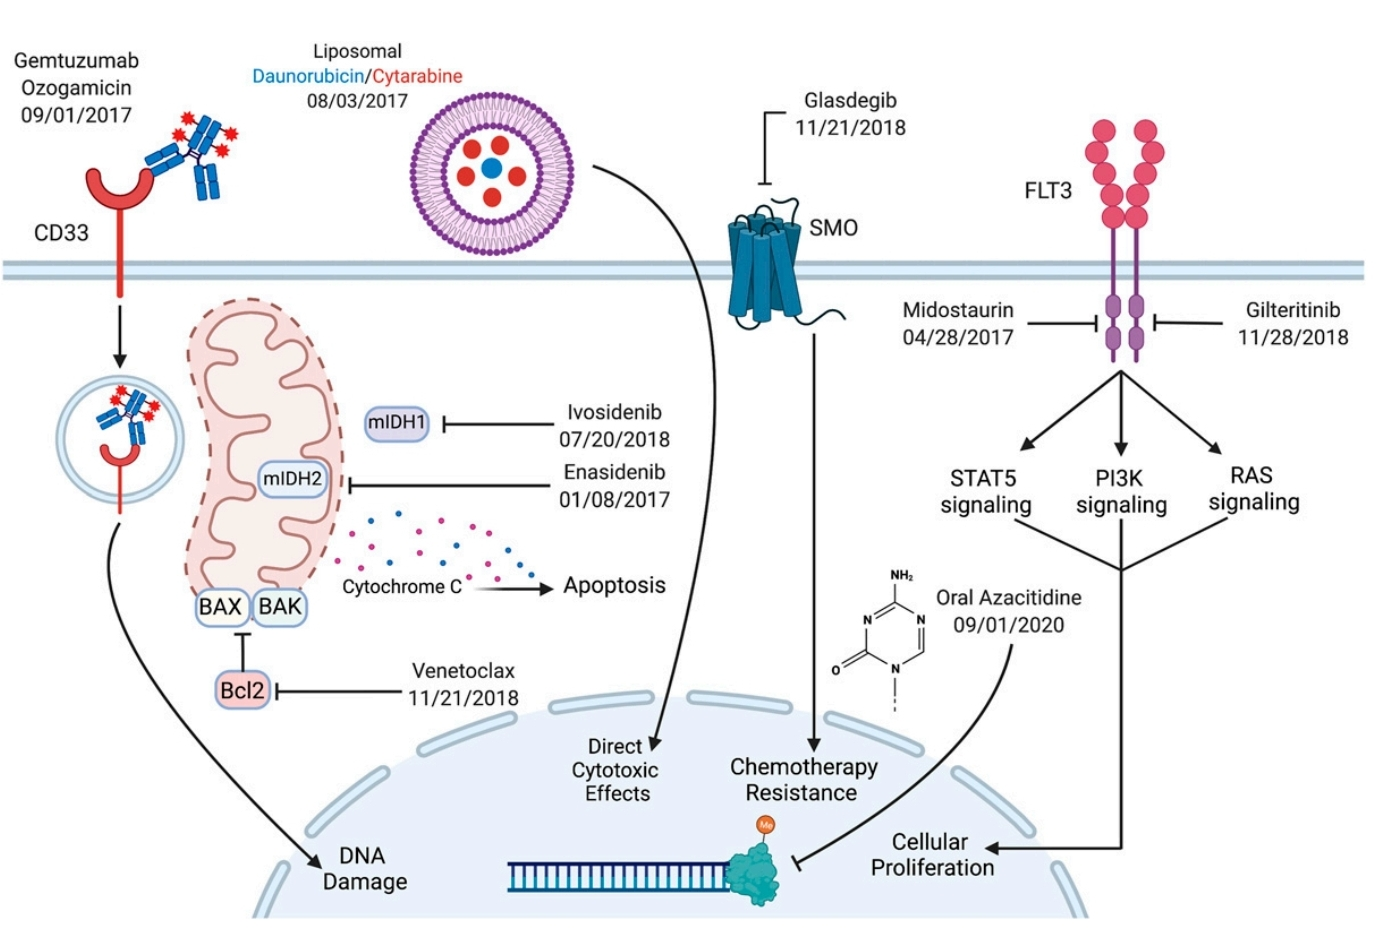 Gemtuzumab
Ozogamicin
09/01/2017
CD33
Liposomal
Daunorubicin/Cytarabine
08/03/2017
Glasdegib
11/21/2018
SMO
FLT3
Midostaurin
04/28/2017
Gilteritinib
11/28/2018
mIDH1
Ivosidenib
07/20/2018
mIDH2
Enasidenib
01/08/2017
Cytochrome C
Apoptosis
BAX
BAK
Bcl2
Venetoclax
11/21/2018
STAT5
signaling
PI3K
signaling
RAS
signaling
NH₂
N
N
O
N
Oral Azacitidine
09/01/2020
Direct
Cytotoxic
Effects
Chemotherapy
Resistance
Me
DNA
Damage
Cellular
Proliferation